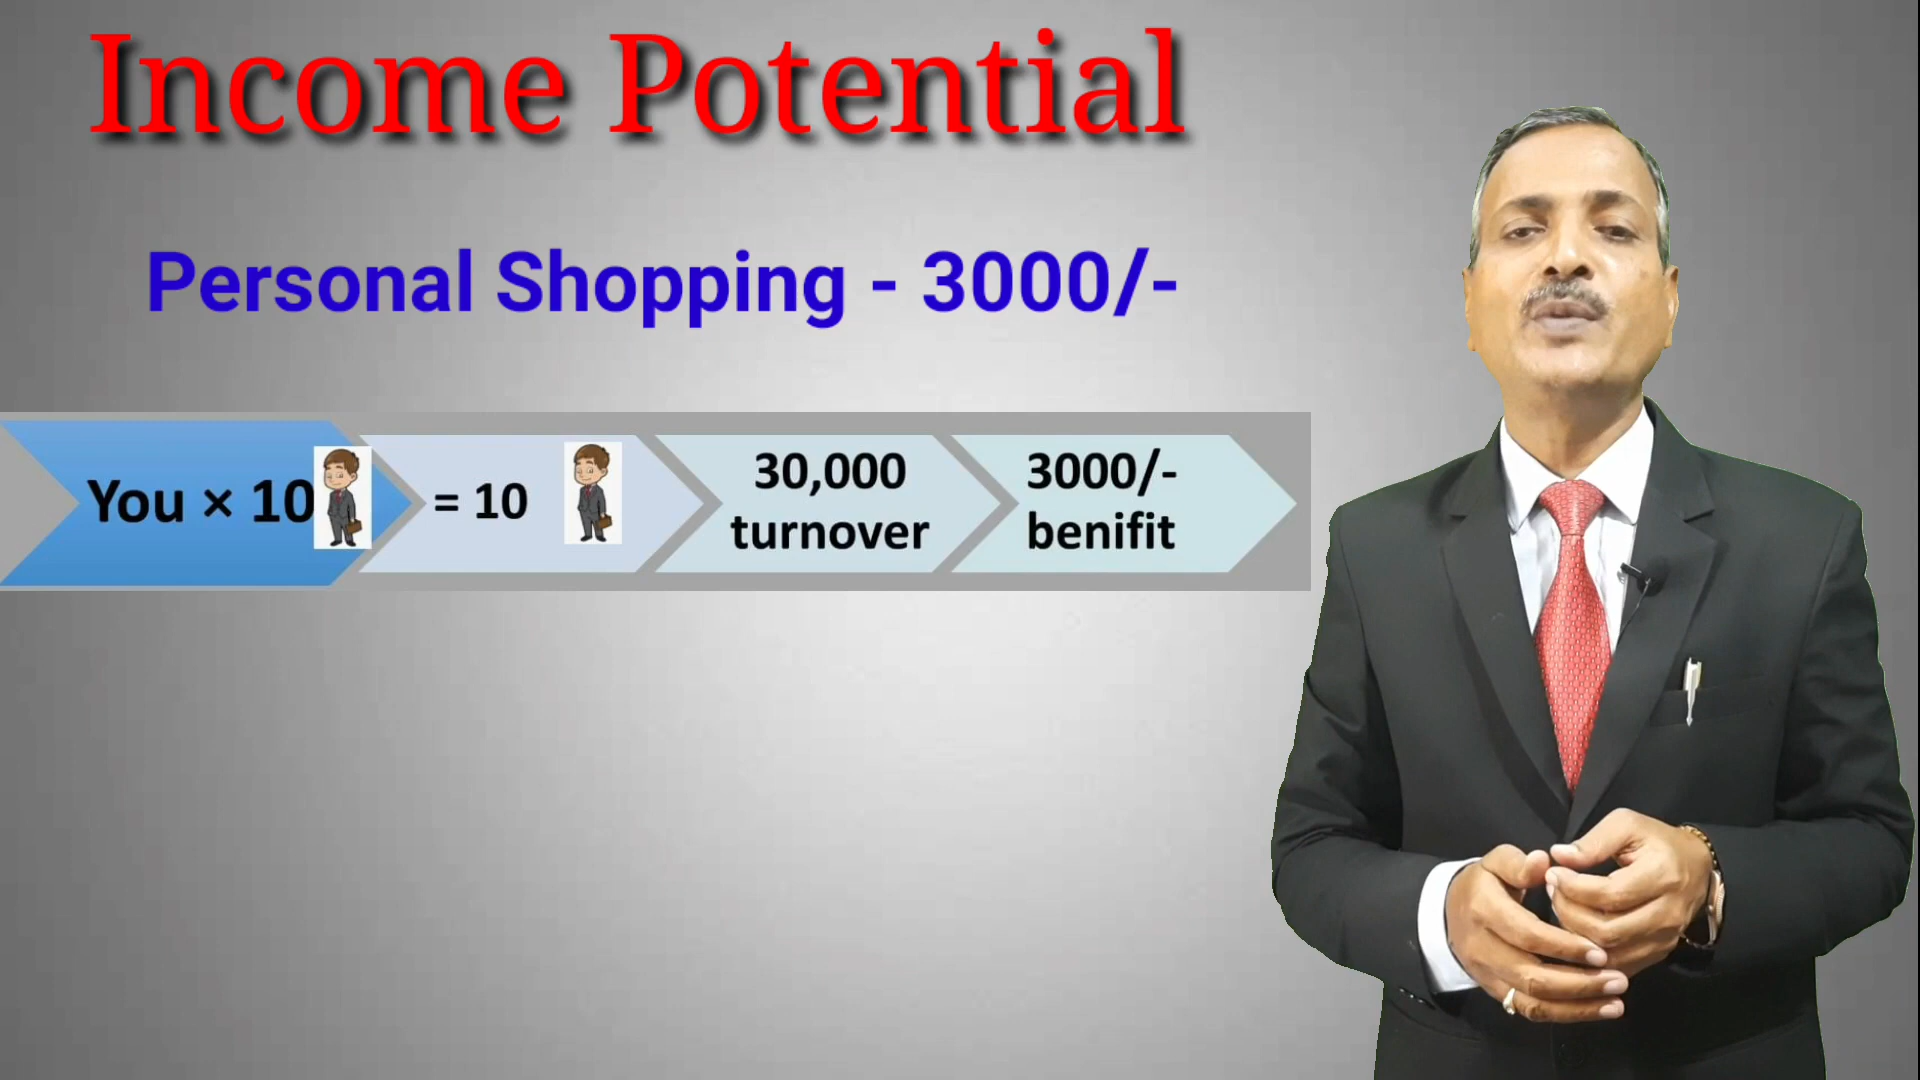 Income Potential
Personal Shopping - 3000/-
You × 10
= 10
30,000
turnover
3000/-
benifit